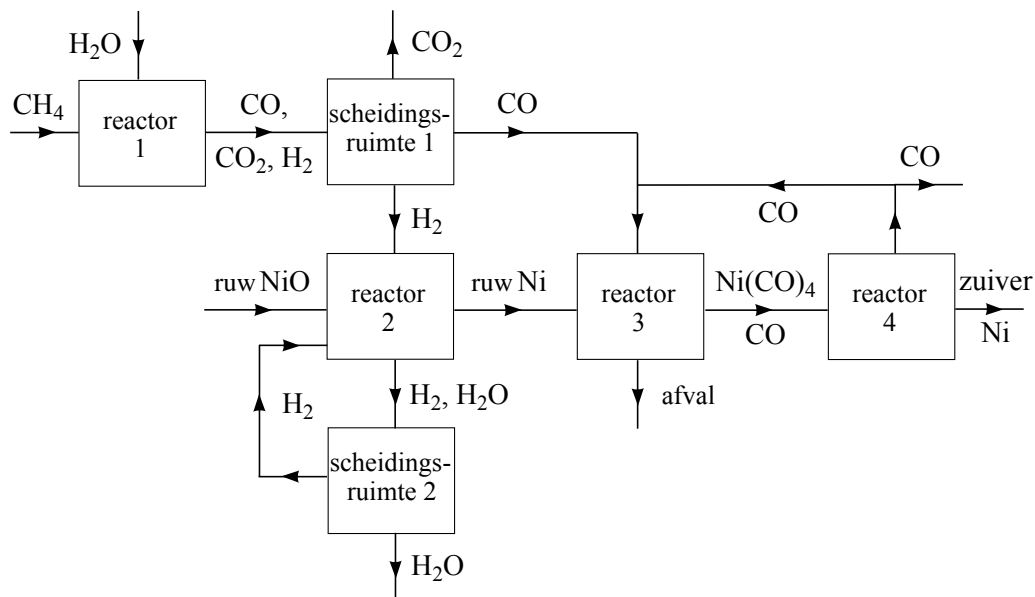 H₂O
CH₄
reactor
1
CO,
CO₂, H₂
CO₂
scheidings-
ruimte 1
CO
CO
CO
H₂
ruw NiO
reactor
2
ruw Ni
reactor
3
Ni(CO)₄
CO
reactor
4
zuiver
Ni
H₂
H₂, H₂O
afval
scheidings-
ruimte 2
H₂O